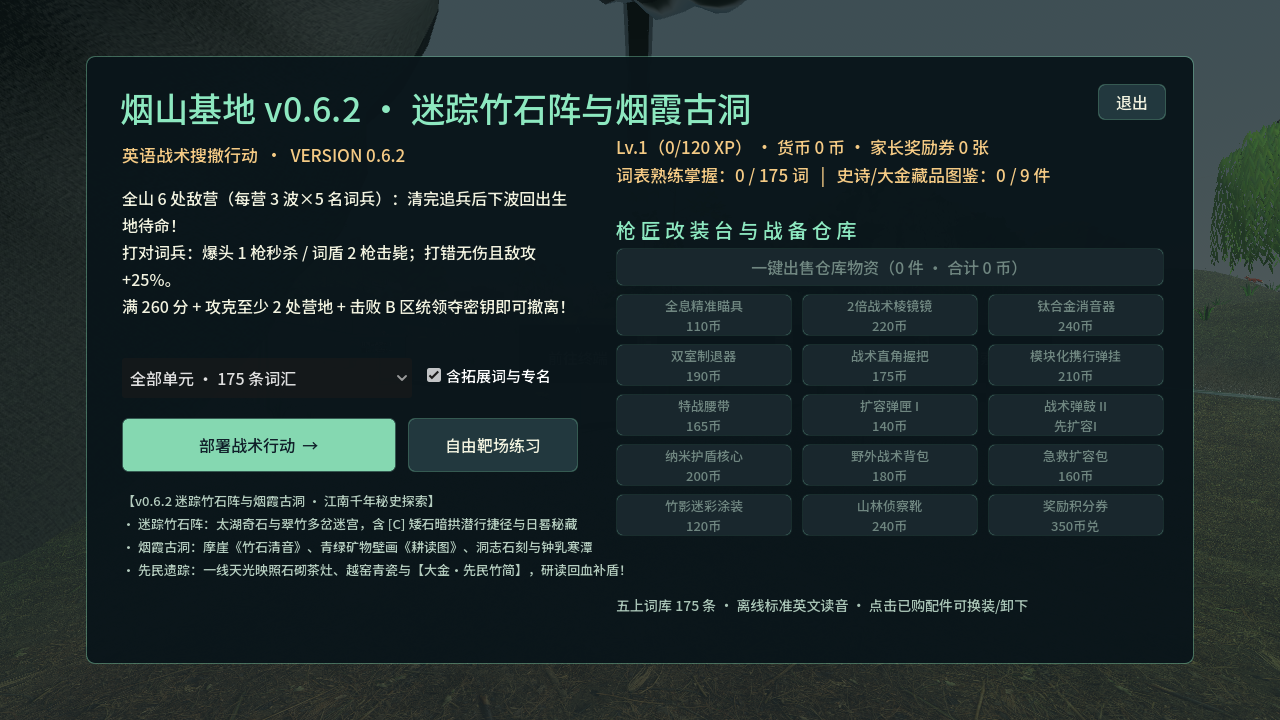 烟山基地 v0.6.2 · 迷踪竹石阵与烟霞古洞
退出
英语战术搜撤行动 · VERSION 0.6.2
全山 6 处敌营（每营 3 波×5 名词兵）：清完追兵后下波回出生
地待命！
打对词兵：爆头 1 枪秒杀 / 词盾 2 枪击毙；打错无伤且敌攻
+25%。
满 260 分 + 攻克至少 2 处营地 + 击败 B 区统领夺密钥即可撤离！
全部单元 · 175 条词汇
含拓展词与专名
部署战术行动 →
自由靶场练习
【v0.6.2 迷踪竹石阵与烟霞古洞 · 江南千年秘史探索】
· 迷踪竹石阵：太湖奇石与翠竹多岔迷宫，含 [C] 矮石暗拱潜行捷径与日晷秘藏
· 烟霞古洞：摩崖《竹石清音》、青绿矿物壁画《耕读图》、洞志石刻与钟乳寒潭
· 先民遗踪：一线天光映照石砌茶灶、越窑青瓷与【大金·先民竹简】，研读回血补盾！
Lv.1（0/120 XP） · 货币 0 币 · 家长奖励券 0 张
词表熟练掌握：0 / 175 词 | 史诗/大金藏品图鉴：0 / 9 件
枪匠改装台与战备仓库
一键出售仓库物资（0 件 · 合计 0 币）
全息精准瞄具
110币
2倍战术棱镜镜
220币
钛合金消音器
240币
双室制退器
190币
战术直角握把
175币
模块化携行弹挂
210币
特战腰带
165币
扩容弹匣 I
140币
战术弹鼓 II
先扩容I
纳米护盾核心
200币
野外战术背包
180币
急救扩容包
160币
竹影迷彩涂装
120币
山林侦察靴
240币
奖励积分券
350币兑
五上词库 175 条 · 离线标准英文读音 · 点击已购配件可换装/卸下